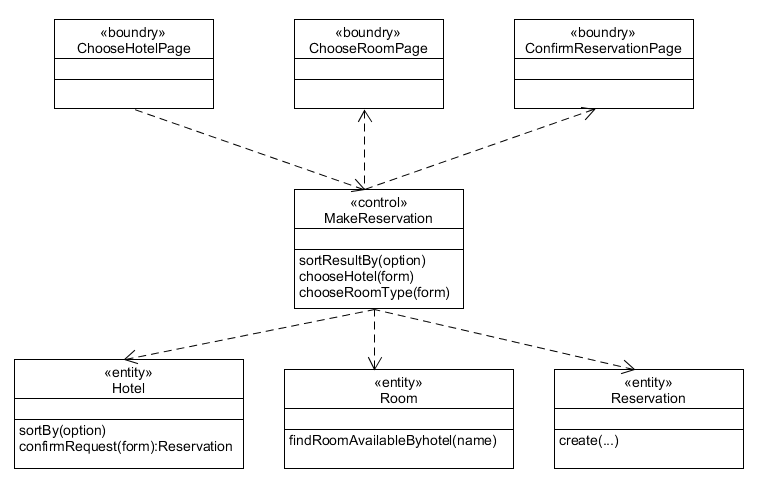 «boundry»
ChooseHotelPage
«boundry»
ChooseRoomPage
«boundry»
ConfirmReservationPage
«control»
MakeReservation
sortResultBy(option)
chooseHotel(form)
chooseRoomType(form)
«entity»
Hotel
sortBy(option)
confirmRequest(form):Reservation
«entity»
Room
findRoomAvailableByhotel(name)
«entity»
Reservation
create(...)